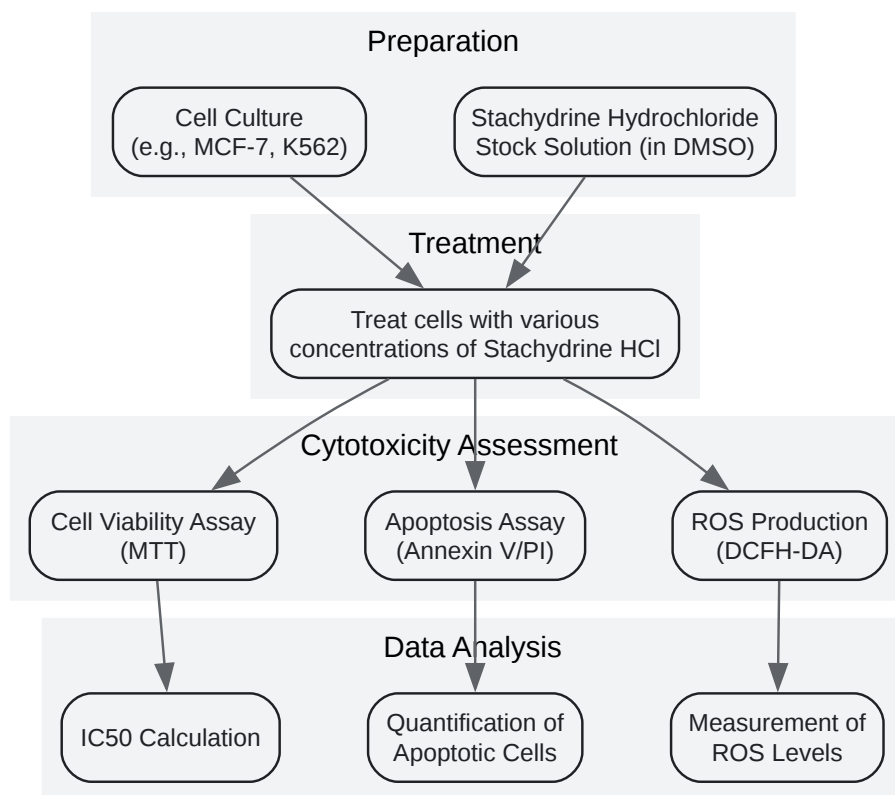 Preparation
Cell Culture
(e.g., MCF-7, K562)
Stachydrine Hydrochloride
Stock Solution (in DMSO)
Treatment
Treat cells with various
concentrations of Stachydrine HCl
Cytotoxicity Assessment
Cell Viability Assay
(MTT)
Apoptosis Assay
(Annexin V/PI)
ROS Production
(DCFH-DA)
Data Analysis
IC50 Calculation
Quantification of
Apoptotic Cells
Measurement of
ROS Levels